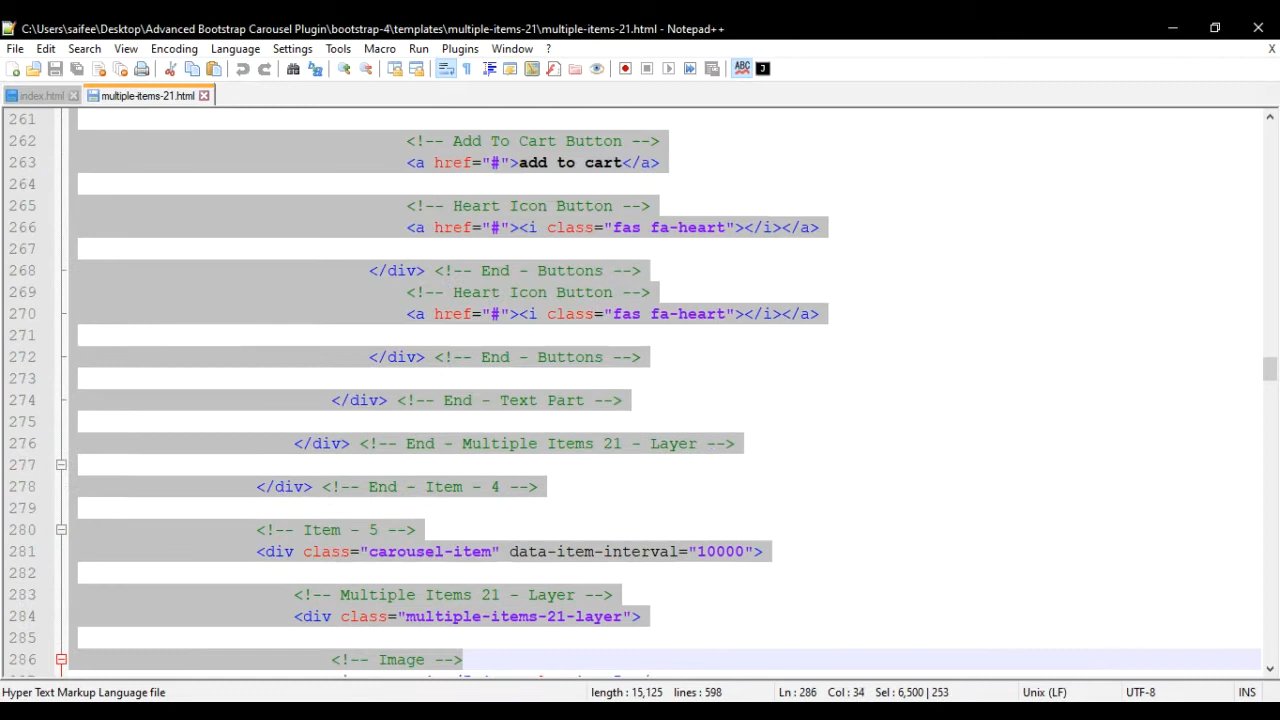 C:\Users\saifee\Desktop\Advanced Bootstrap Carousel Plugin\bootstrap-4\templates\multiple-items-21\multiple-items-21.html - Notepad++
File Edit Search View Encoding Language Settings Tools Macro Run Plugins Window ?
X
index.html multiple-items-21.html
261
262 <!-- Add To Cart Button -->
263 <a href="#">add to cart</a>
264
265 <!-- Heart Icon Button -->
266 <a href="#"><i class="fas fa-heart"></i></a>
267
268 </div> <!-- End - Buttons -->
269 <!-- Heart Icon Button -->
270 <a href="#"><i class="fas fa-heart"></i></a>
271
272 </div> <!-- End - Buttons -->
273
274 </div> <!-- End - Text Part -->
275
276 </div> <!-- End - Multiple Items 21 - Layer -->
277
278 </div> <!-- End - Item - 4 -->
279
280 <!-- Item - 5 -->
281 <div class="carousel-item" data-item-interval="10000">
282
283 <!-- Multiple Items 21 - Layer -->
284 <div class="multiple-items-21-layer">
285
286 <!-- Image -->
Hyper Text Markup Language file length : 15,125 lines : 598 Ln : 286 Col : 34 Sel : 6,500 | 253 Unix (LF) UTF-8 INS